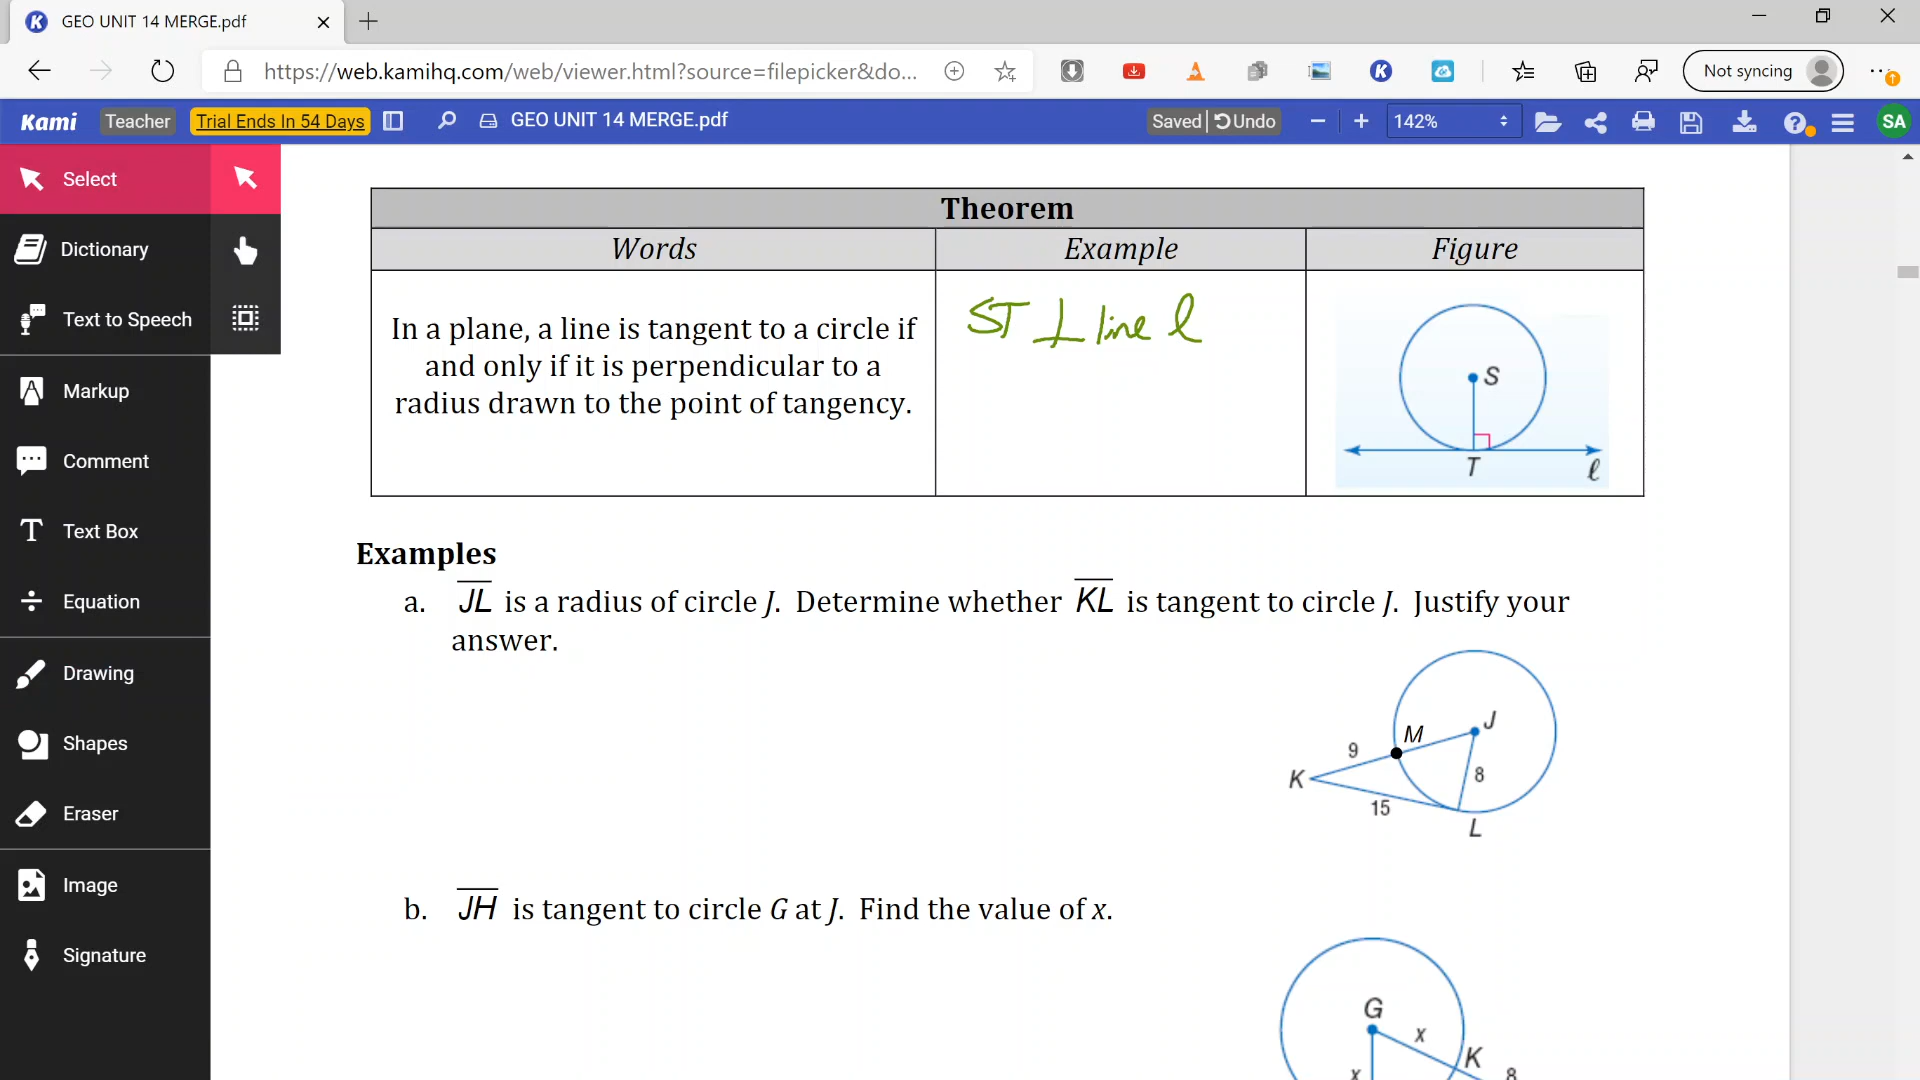 GEO UNIT 14 MERGE.pdf
https://web.kamihq.com/web/viewer.html?source=filepicker&do...
Not syncing
Kami Teacher Trial Ends In 54 Days GEO UNIT 14 MERGE.pdf Saved Undo 142% SA
Select
Dictionary
Text to Speech
Markup
Comment
Text Box
Equation
Drawing
Shapes
Eraser
Image
Signature
Theorem
Words Example Figure
In a plane, a line is tangent to a circle if
and only if it is perpendicular to a
radius drawn to the point of tangency.
ST ⊥ line l
S
T
ℓ
Examples
a. JL is a radius of circle J. Determine whether KL is tangent to circle J. Justify your
answer.
J
M
9
K
8
15
L
b. JH is tangent to circle G at J. Find the value of x.
G
x
K
x
8